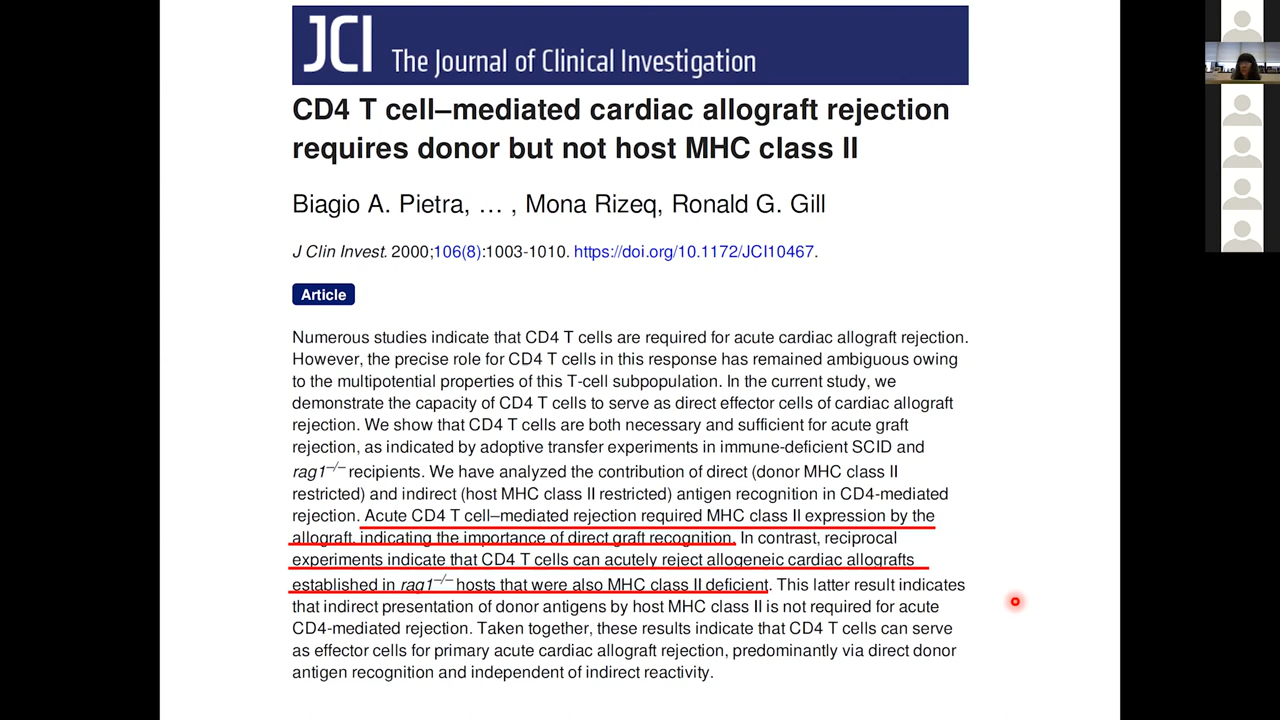 JCI The Journal of Clinical Investigation
CD4 T cell–mediated cardiac allograft rejection
requires donor but not host MHC class II
Biagio A. Pietra, … , Mona Rizeq, Ronald G. Gill
J Clin Invest. 2000;106(8):1003-1010. https://doi.org/10.1172/JCI10467.
Article
Numerous studies indicate that CD4 T cells are required for acute cardiac allograft rejection.
However, the precise role for CD4 T cells in this response has remained ambiguous owing
to the multipotential properties of this T-cell subpopulation. In the current study, we
demonstrate the capacity of CD4 T cells to serve as direct effector cells of cardiac allograft
rejection. We show that CD4 T cells are both necessary and sufficient for acute graft
rejection, as indicated by adoptive transfer experiments in immune-deficient SCID and
rag1–/– recipients. We have analyzed the contribution of direct (donor MHC class II
restricted) and indirect (host MHC class II restricted) antigen recognition in CD4-mediated
rejection. Acute CD4 T cell–mediated rejection required MHC class II expression by the
allograft, indicating the importance of direct graft recognition. In contrast, reciprocal
experiments indicate that CD4 T cells can acutely reject allogeneic cardiac allografts
established in rag1–/– hosts that were also MHC class II deficient. This latter result indicates
that indirect presentation of donor antigens by host MHC class II is not required for acute
CD4-mediated rejection. Taken together, these results indicate that CD4 T cells can serve
as effector cells for primary acute cardiac allograft rejection, predominantly via direct donor
antigen recognition and independent of indirect reactivity.